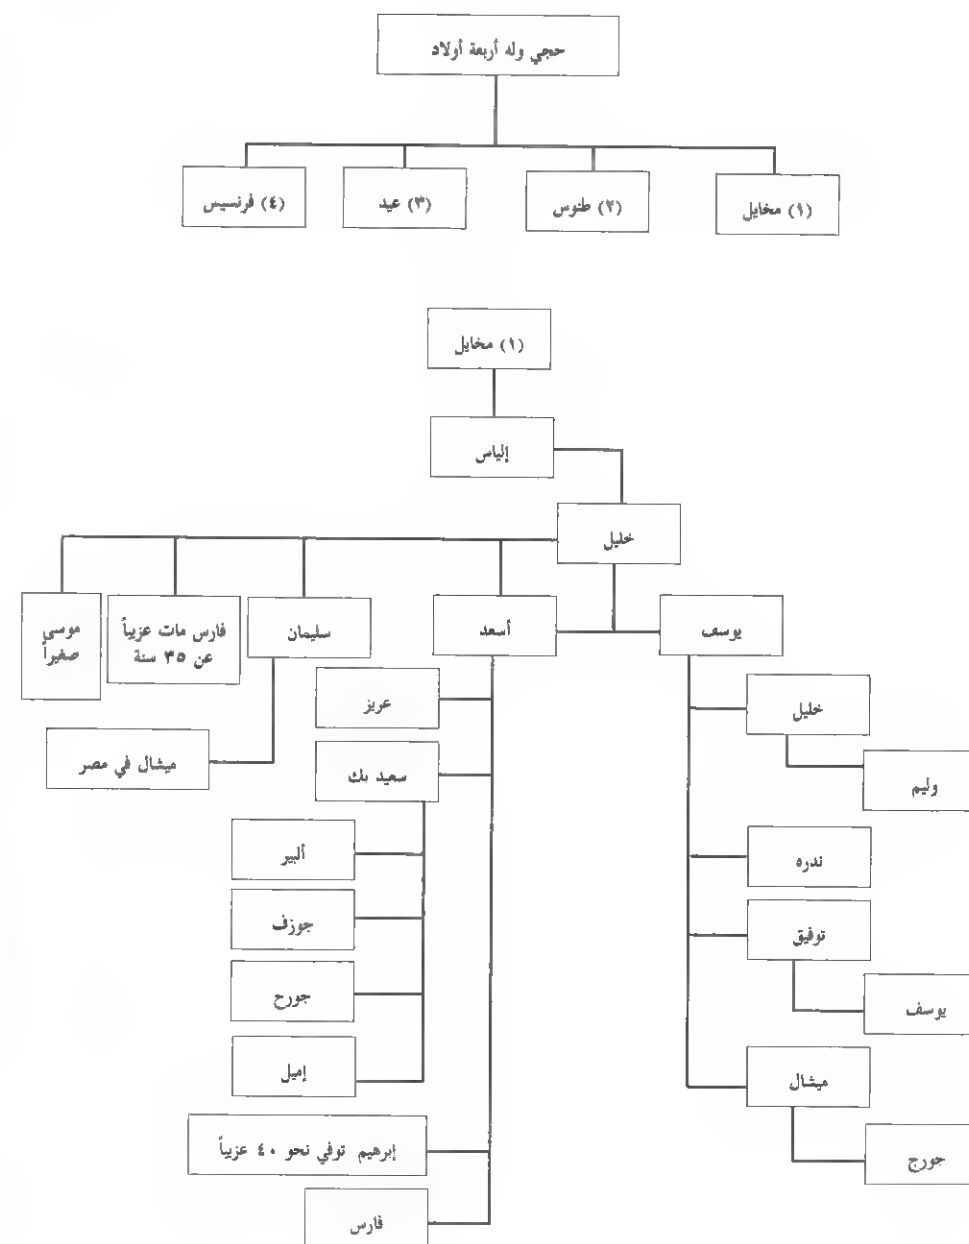 حجي وله أربعة أولاد
(١) مخايل
(٢) طنوس
(٣) عيد
(٤) فرنسيس
(١) مخايل
إلياس
خليل
يوسف
أسعد
سليمان
فارس مات عزيباً
عن ٣٥ سنة
موسى
صغيراً
خليل
وليم
ندره
توفيق
يوسف
ميشال
جورج
عزيز
سعيد بك
ألبير
جوزف
جورج
إميل
إبرهيم توفي نحو ٤٠ عزيباً
فارس
ميشال في مصر